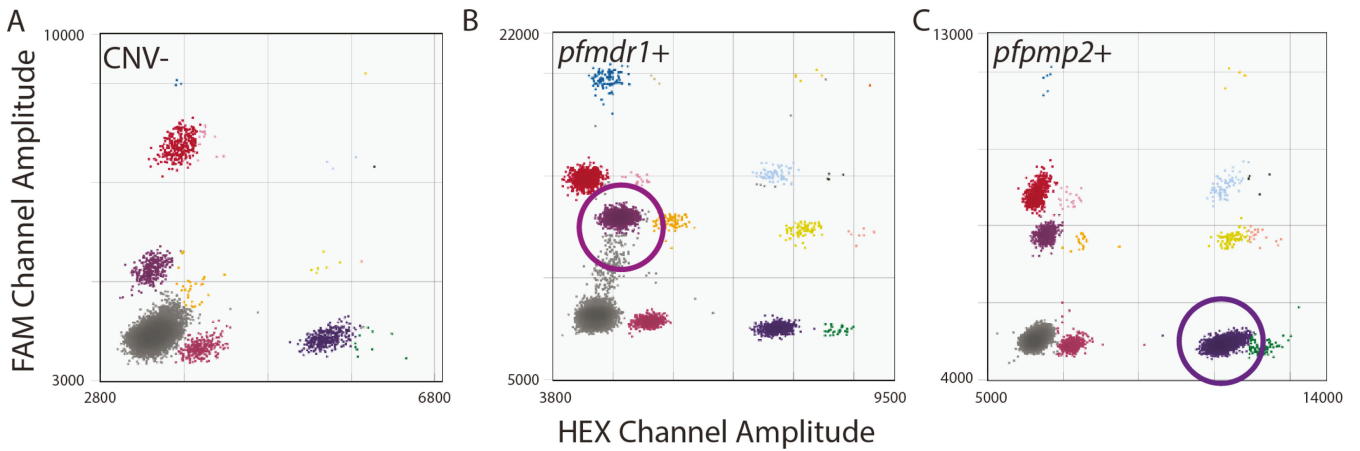 A
B
C
10000
22000
13000
CNV-
pfmdr1+
pfpmp2+
FAM Channel Amplitude
3000
5000
4000
2800
6800
3800
9500
5000
14000
HEX Channel Amplitude